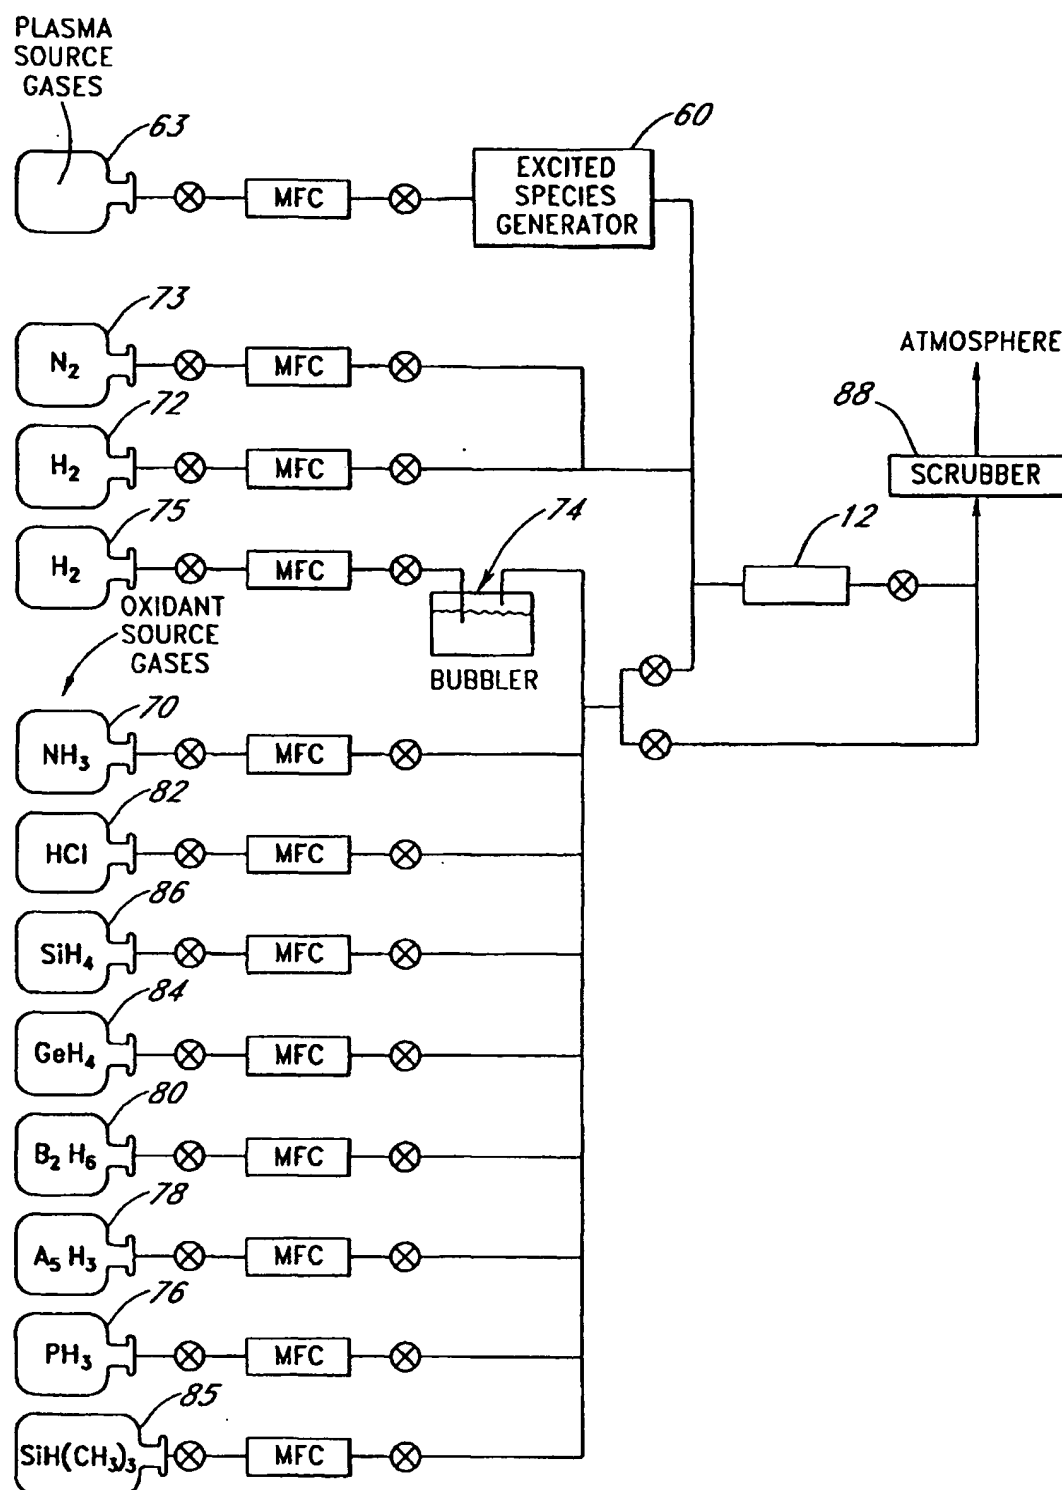 PLASMA
SOURCE
GASES
63
MFC
60
EXCITED
SPECIES
GENERATOR
73
N₂
MFC
ATMOSPHERE
72
H₂
MFC
88
SCRUBBER
75
H₂
MFC
74
BUBBLER
12
OXIDANT
SOURCE
GASES
70
NH₃
MFC
82
HCl
MFC
86
SiH₄
MFC
84
GeH₄
MFC
80
B₂ H₆
MFC
78
A₅ H₃
MFC
76
PH₃
MFC
85
SiH(CH₃)₃
MFC